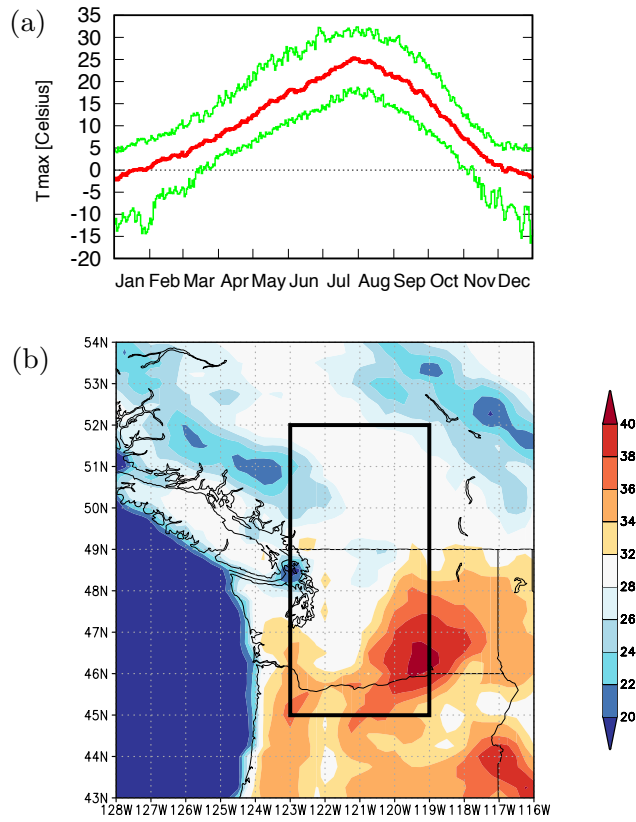 (a)
Tmax [Celsius]
35
30
25
20
15
10
5
0
-5
-10
-15
-20
Jan Feb Mar Apr May Jun Jul Aug Sep Oct Nov Dec
(b)
54N
53N
52N
51N
50N
49N
48N
47N
46N
45N
44N
43N
128W 127W 126W 125W 124W 123W 122W 121W 120W 119W 118W 117W 116W
40
38
36
34
32
30
28
26
24
22
20